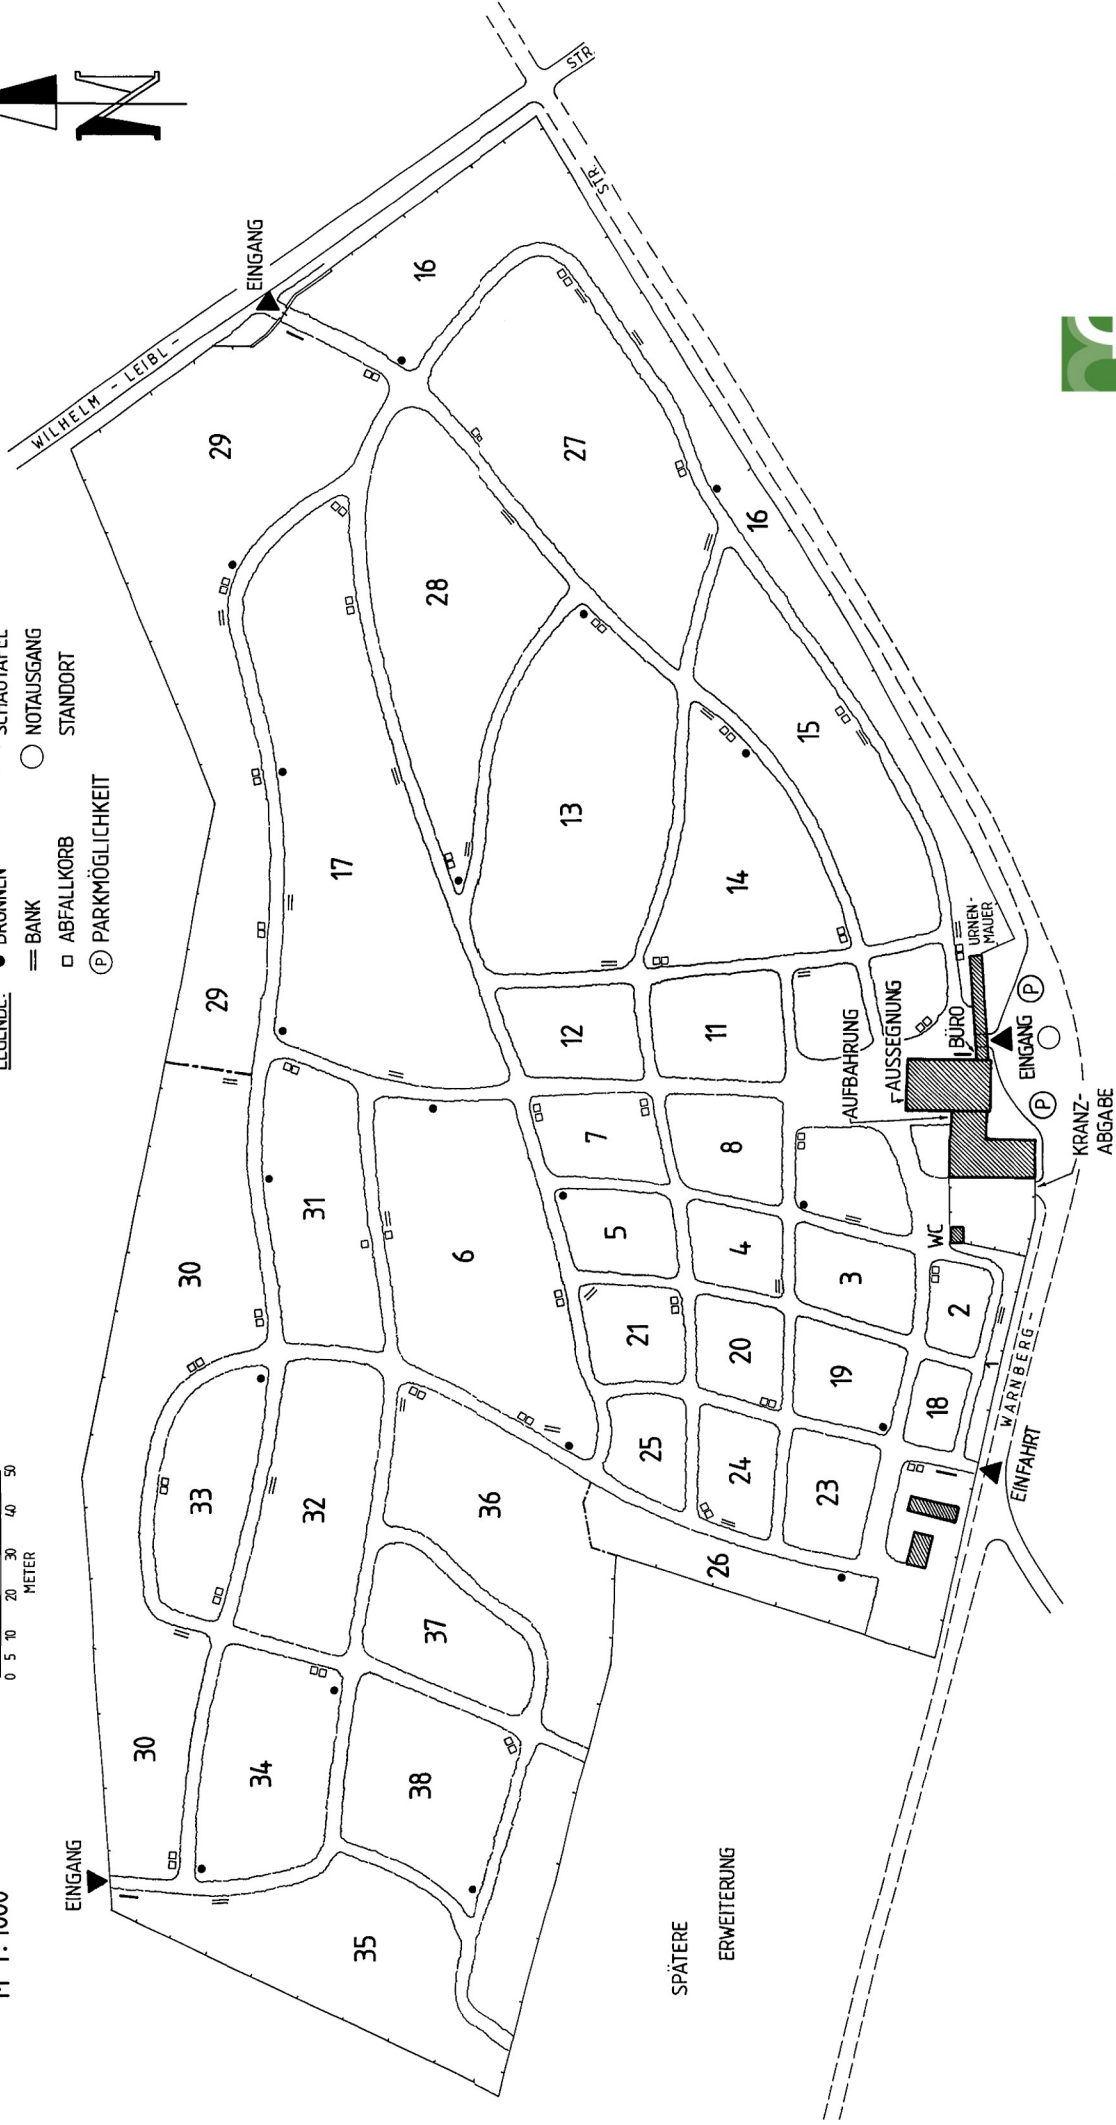 M 1: 1000
0 5 10 20 30 40 50
METER
LEGENDE:
BRUNNEN
BANK
ABFALLKORB
P PARKMÖGLICHKEIT
SCHAUTAFEL
NOTAUSGANG
STANDORT
N
EINGANG
WILHELM - LEIBL -
STR.
EINGANG
STR.
30
30
29
29
16
33
34
32
31
17
28
27
35
38
37
36
6
13
16
26
25
21
5
7
12
14
15
24
20
4
8
11
23
19
3
18
2
1
WC
AUFBAHRUNG
AUSSEGNUNG
BÜRO
URNEN-
MAUER
EINGANG
P
P
KRANZ-
ABGABE
WARNBERG -
EINFAHRT
SPÄTERE
ERWEITERUNG